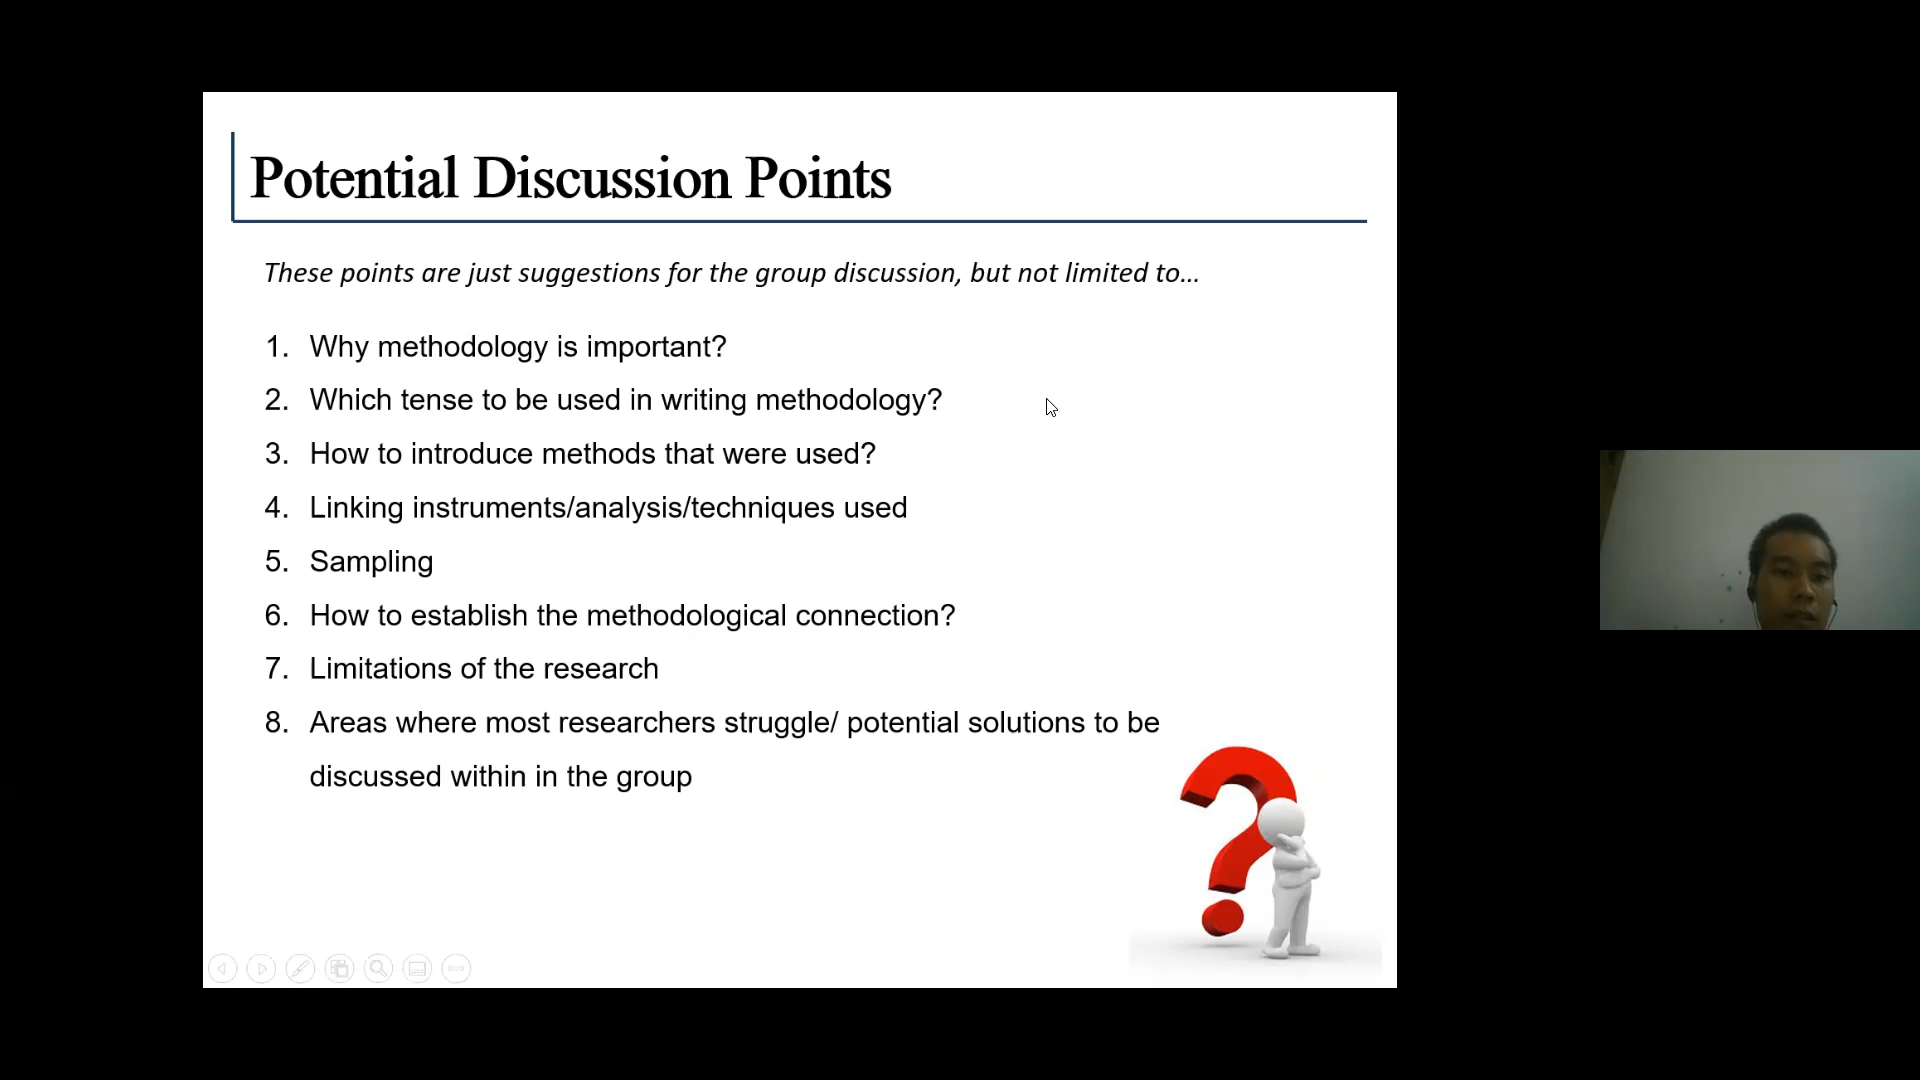 Potential Discussion Points
These points are just suggestions for the group discussion, but not limited to...
1. Why methodology is important?
2. Which tense to be used in writing methodology?
3. How to introduce methods that were used?
4. Linking instruments/analysis/techniques used
5. Sampling
6. How to establish the methodological connection?
7. Limitations of the research
8. Areas where most researchers struggle/ potential solutions to be
discussed within in the group